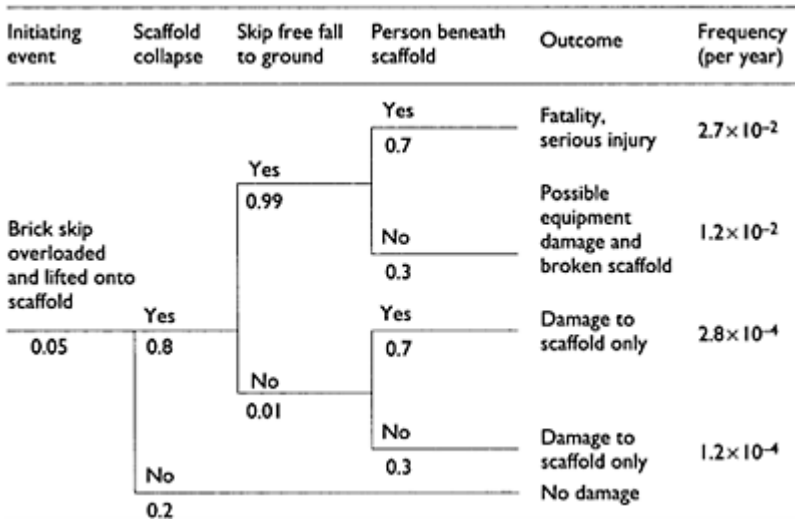 Initiating event
Scaffold collapse
Skip free fall to ground
Person beneath scaffold
Outcome
Frequency (per year)
Yes
0.7
Fatality, serious injury
2.7×10⁻²
Yes
0.99
No
0.3
Possible equipment damage and broken scaffold
1.2×10⁻²
Brick skip overloaded and lifted onto scaffold
0.05
Yes
0.8
Yes
0.7
Damage to scaffold only
2.8×10⁻⁴
No
0.01
No
0.3
Damage to scaffold only
1.2×10⁻⁴
No
0.2
No damage